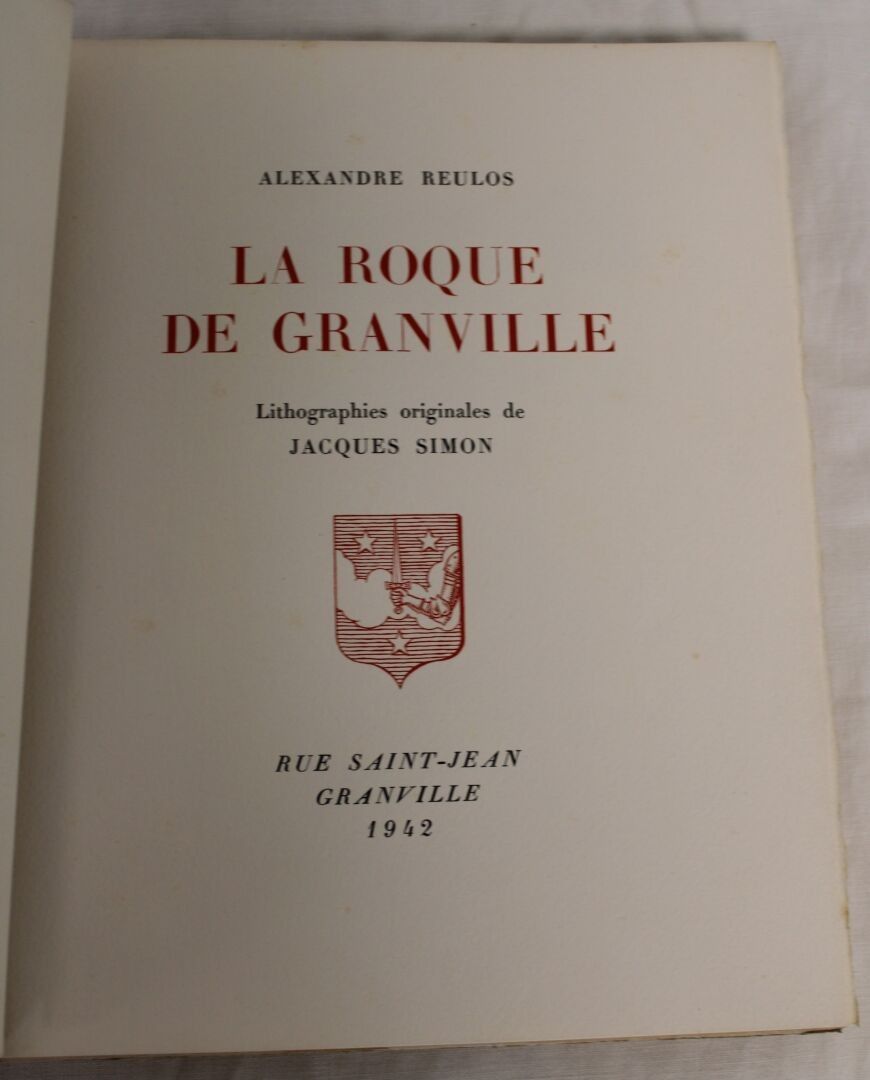 ALEXANDRE REULOS
LA ROQUE
DE GRANVILLE
Lithographies originales de
JACQUES SIMON
RUE SAINT-JEAN
GRANVILLE
1942